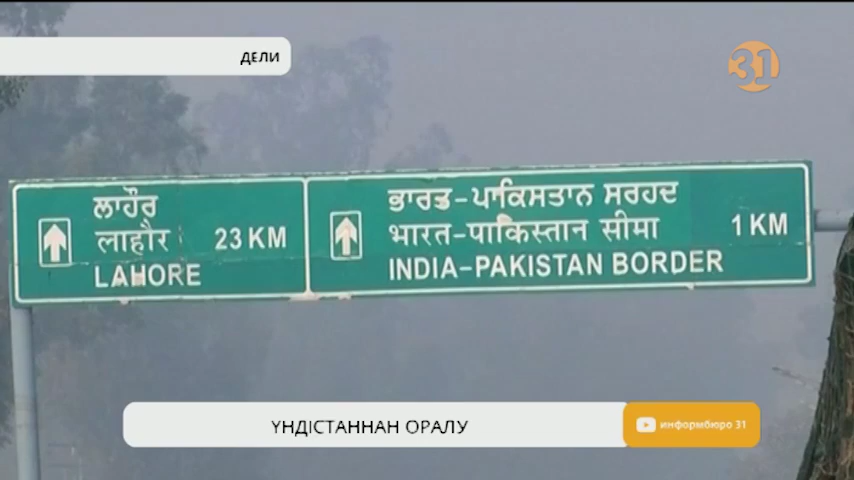 ДЕЛИ
31
ਲਾਹੌਰ
लाहौर
23 KM
LAHORE
ਭਾਰਤ-ਪਾਕਿਸਤਾਨ ਸਰਹਦ
भारत-पाकिस्तान सीमा
1 KM
INDIA-PAKISTAN BORDER
ҮНДІСТАННАН ОРАЛУ
информбюро 31